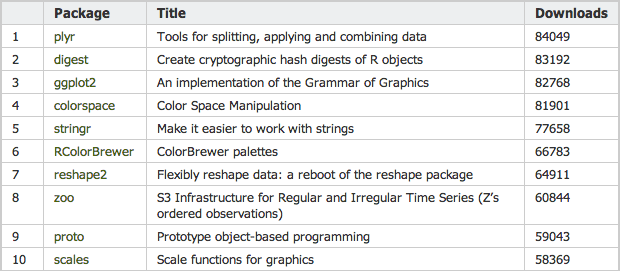 Package Title Downloads
1 plyr Tools for splitting, applying and combining data 84049
2 digest Create cryptographic hash digests of R objects 83192
3 ggplot2 An implementation of the Grammar of Graphics 82768
4 colorspace Color Space Manipulation 81901
5 stringr Make it easier to work with strings 77658
6 RColorBrewer ColorBrewer palettes 66783
7 reshape2 Flexibly reshape data: a reboot of the reshape package 64911
8 zoo S3 Infrastructure for Regular and Irregular Time Series (Z’s 60844
ordered observations)
9 proto Prototype object-based programming 59043
10 scales Scale functions for graphics 58369